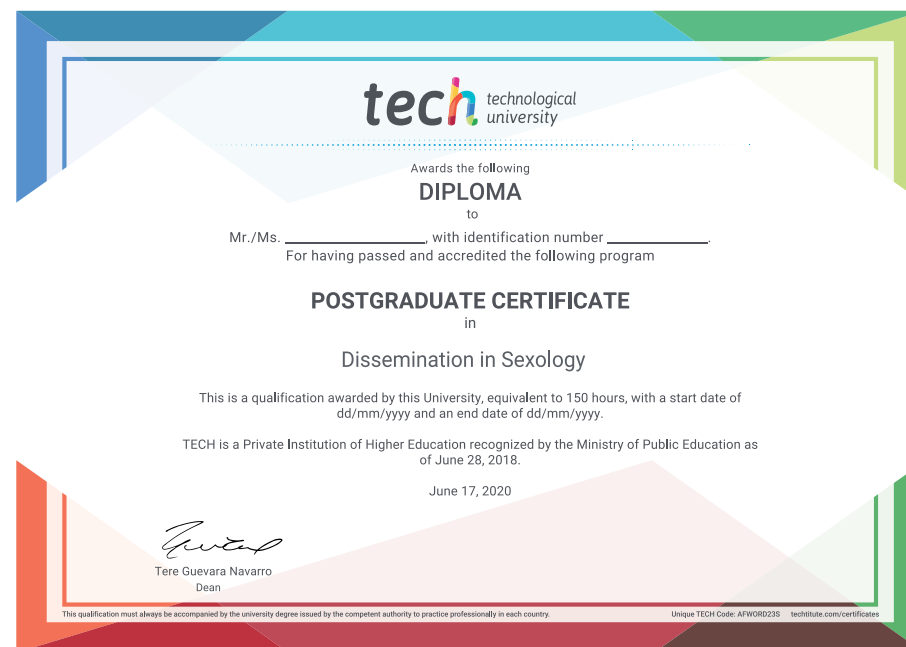 tech technological
university
Awards the following
DIPLOMA
to
Mr./Ms. _________________, with identification number _____________.
For having passed and accredited the following program
POSTGRADUATE CERTIFICATE
in
Dissemination in Sexology
This is a qualification awarded by this University, equivalent to 150 hours, with a start date of
dd/mm/yyyy and an end date of dd/mm/yyyy.
TECH is a Private Institution of Higher Education recognized by the Ministry of Public Education as
of June 28, 2018.
June 17, 2020
Tere Guevara Navarro
Dean
This qualification must always be accompanied by the university degree issued by the competent authority to practice professionally in each country. Unique TECH Code: AFWORD23S techtitute.com/certificates